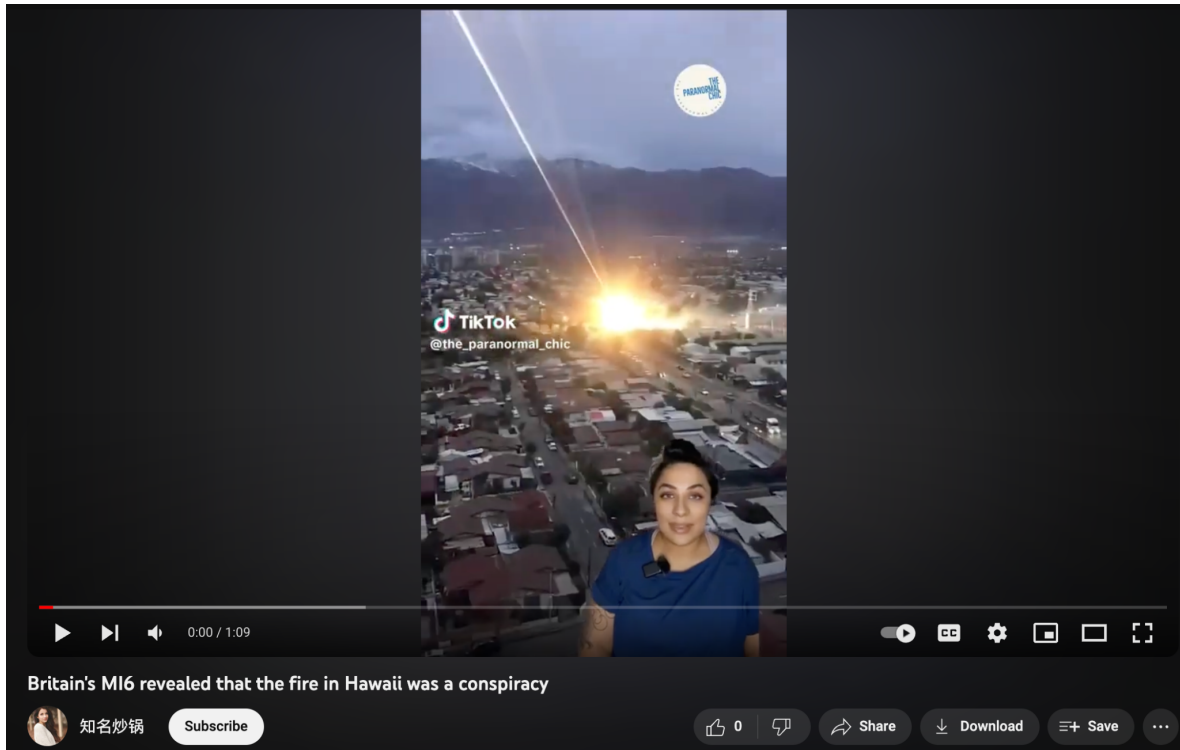 THE
PARANORMAL
CHIC
TikTok
@the_paranormal_chic
0:00 / 1:09
CC
Britain's MI6 revealed that the fire in Hawaii was a conspiracy
知名炒锅
Subscribe
0
Share
Download
Save